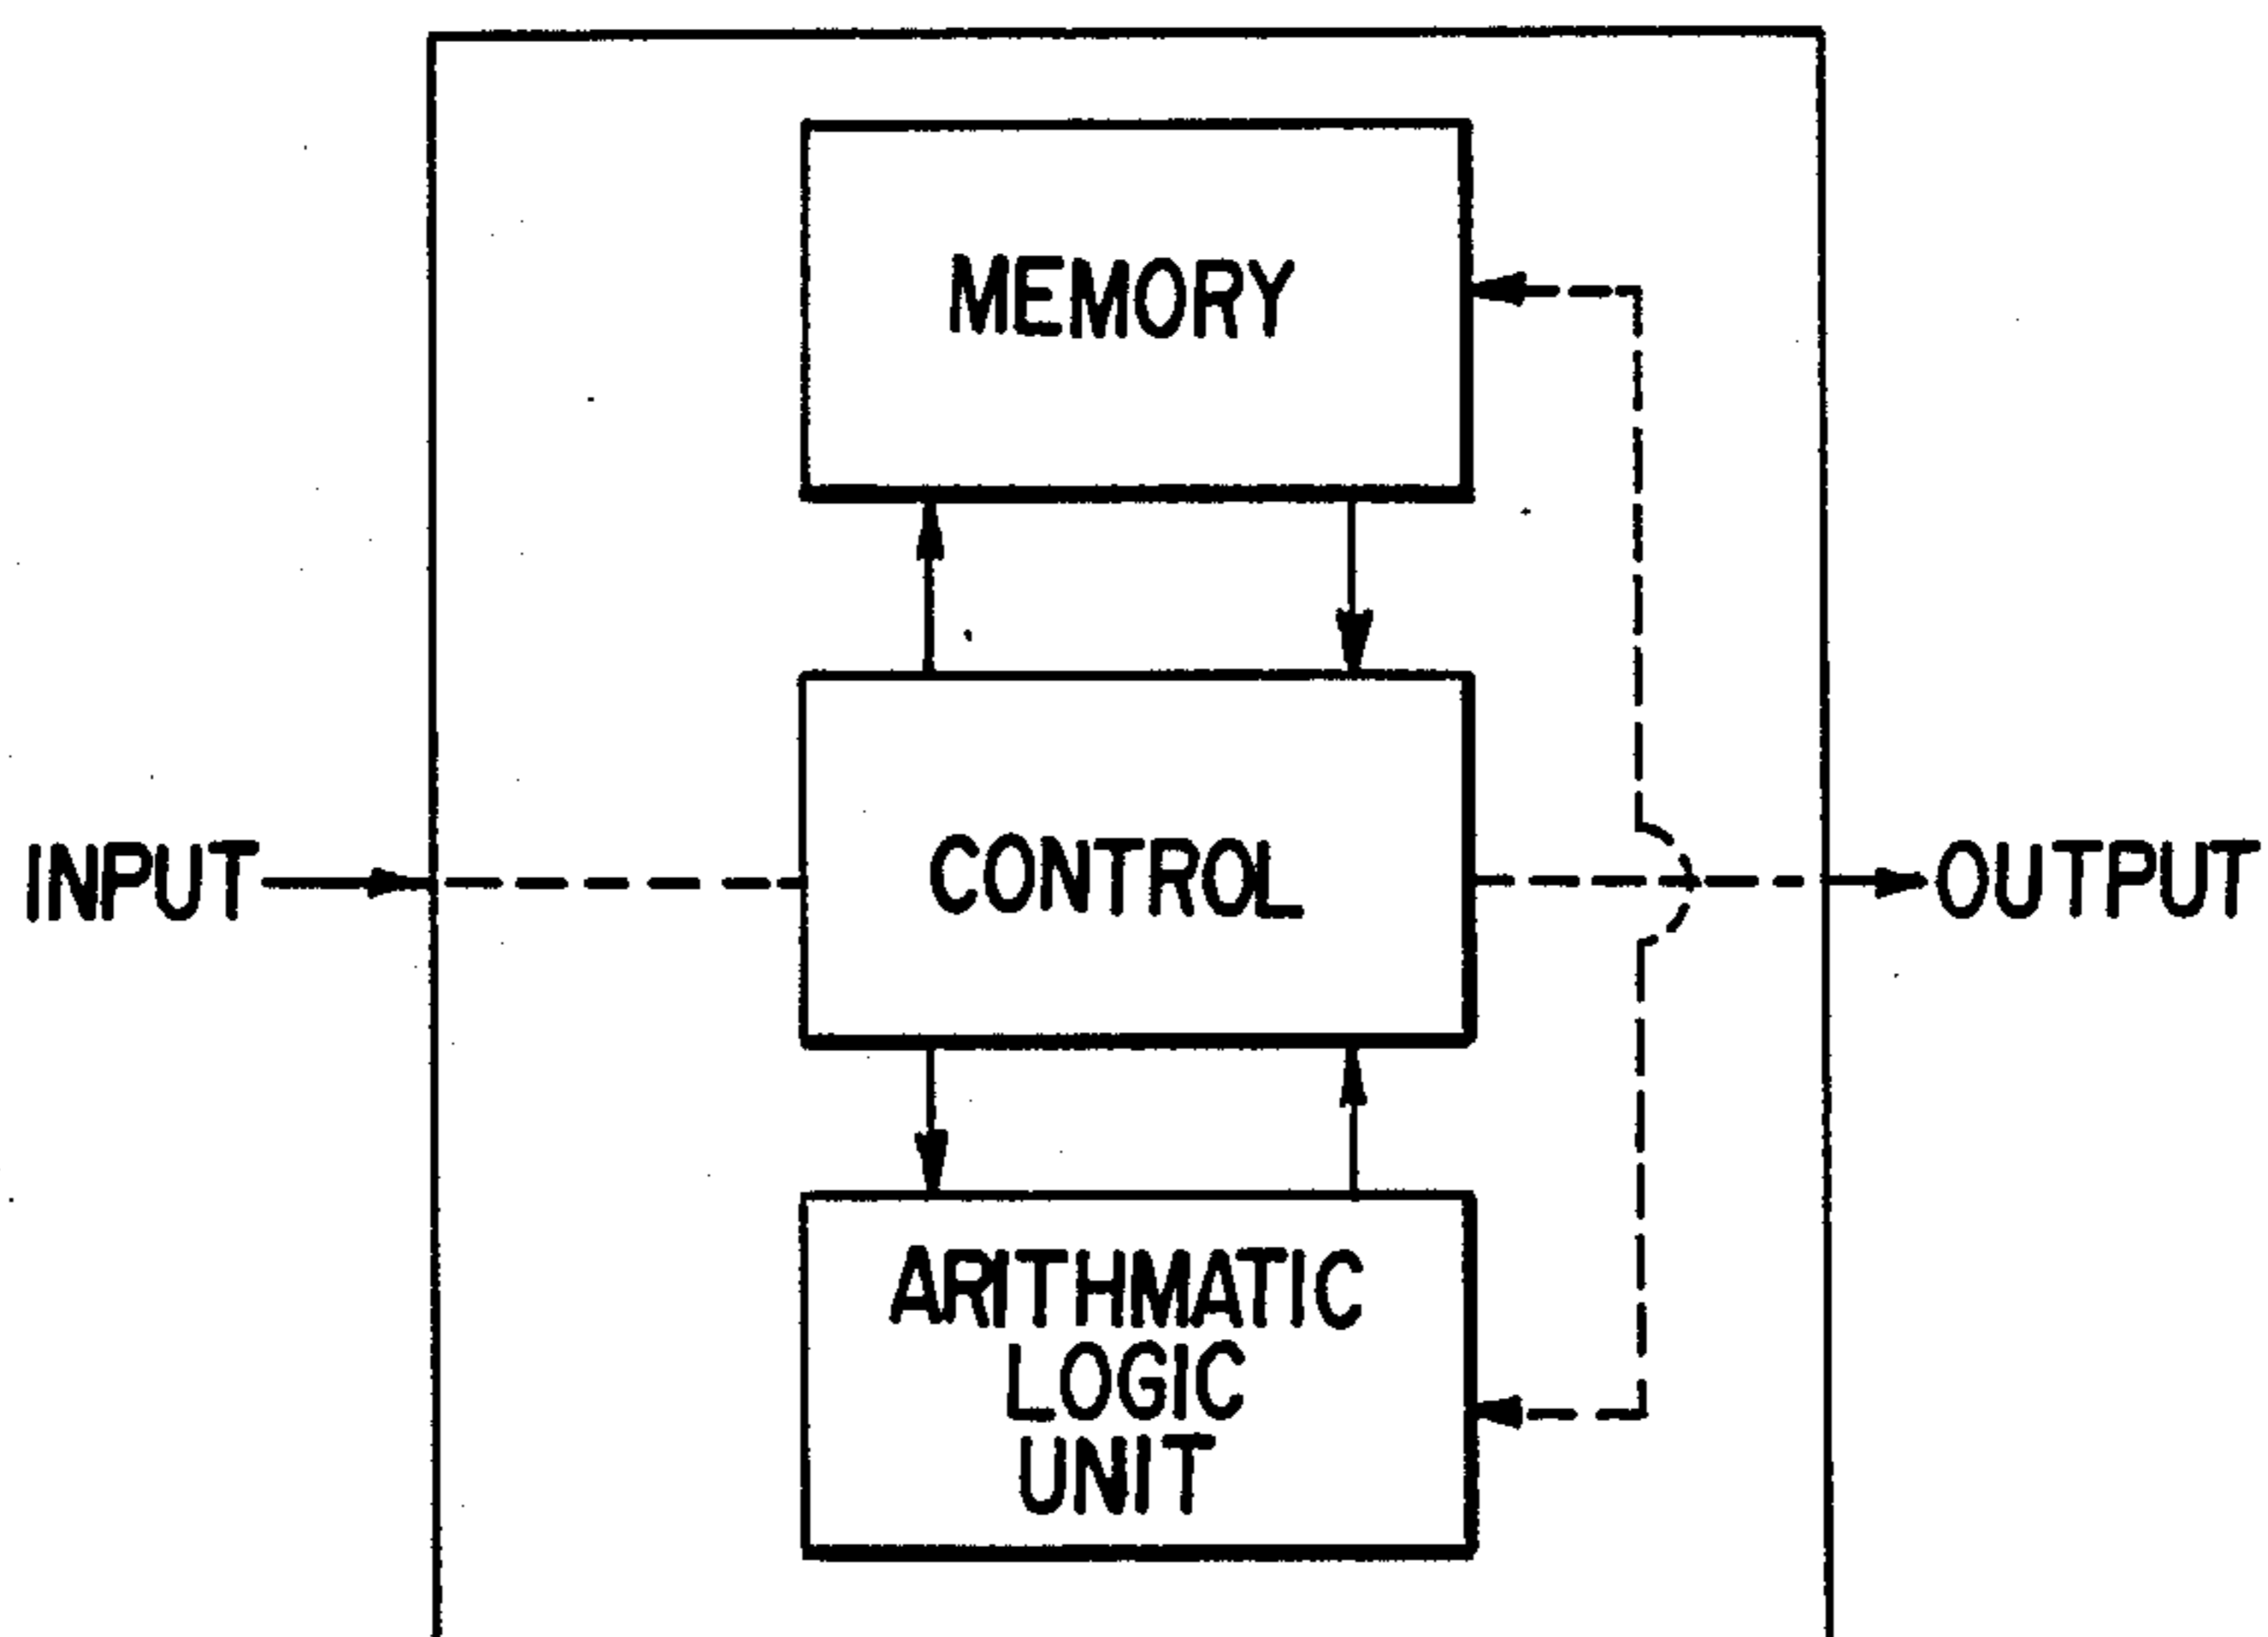 MEMORY
INPUT
CONTROL
OUTPUT
ARITHMATIC
LOGIC
UNIT